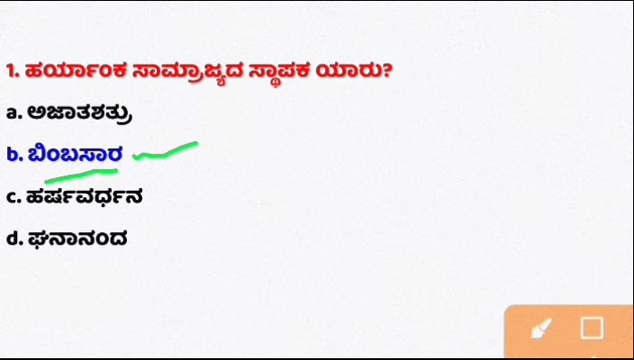 1. ಹರ್ಯಾಂಕ ಸಾಮ್ರಾಜ್ಯದ ಸ್ಥಾಪಕ ಯಾರು?
a. ಅಜಾತಶತ್ರು
b. ಬಿಂಬಸಾರ
c. ಹರ್ಷವರ್ಧನ
d. ಘನಾನಂದ